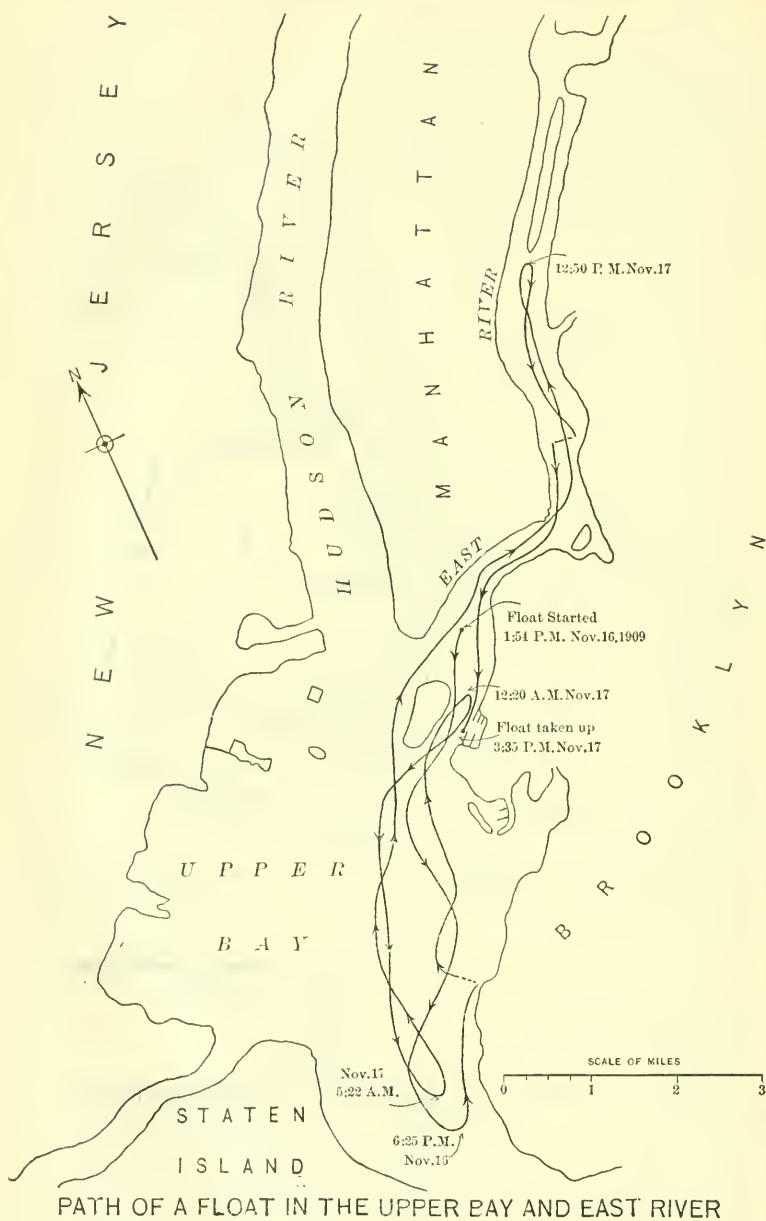 NEW JERSEY
HUDSON RIVER
MANHATTAN
EAST RIVER
BROOKLYN
N
12:50 P. M. Nov.17
Float Started
1:51 P. M. Nov.16,1909
12:20 A.M. Nov.17
Float taken up
3:35 P.M. Nov.17
UPPER
BAY
Nov.17
5:22 A.M.
6:25 P.M.
Nov.16
SCALE OF MILES
0 1 2 3
STATEN
ISLAND
PATH OF A FLOAT IN THE UPPER BAY AND EAST RIVER